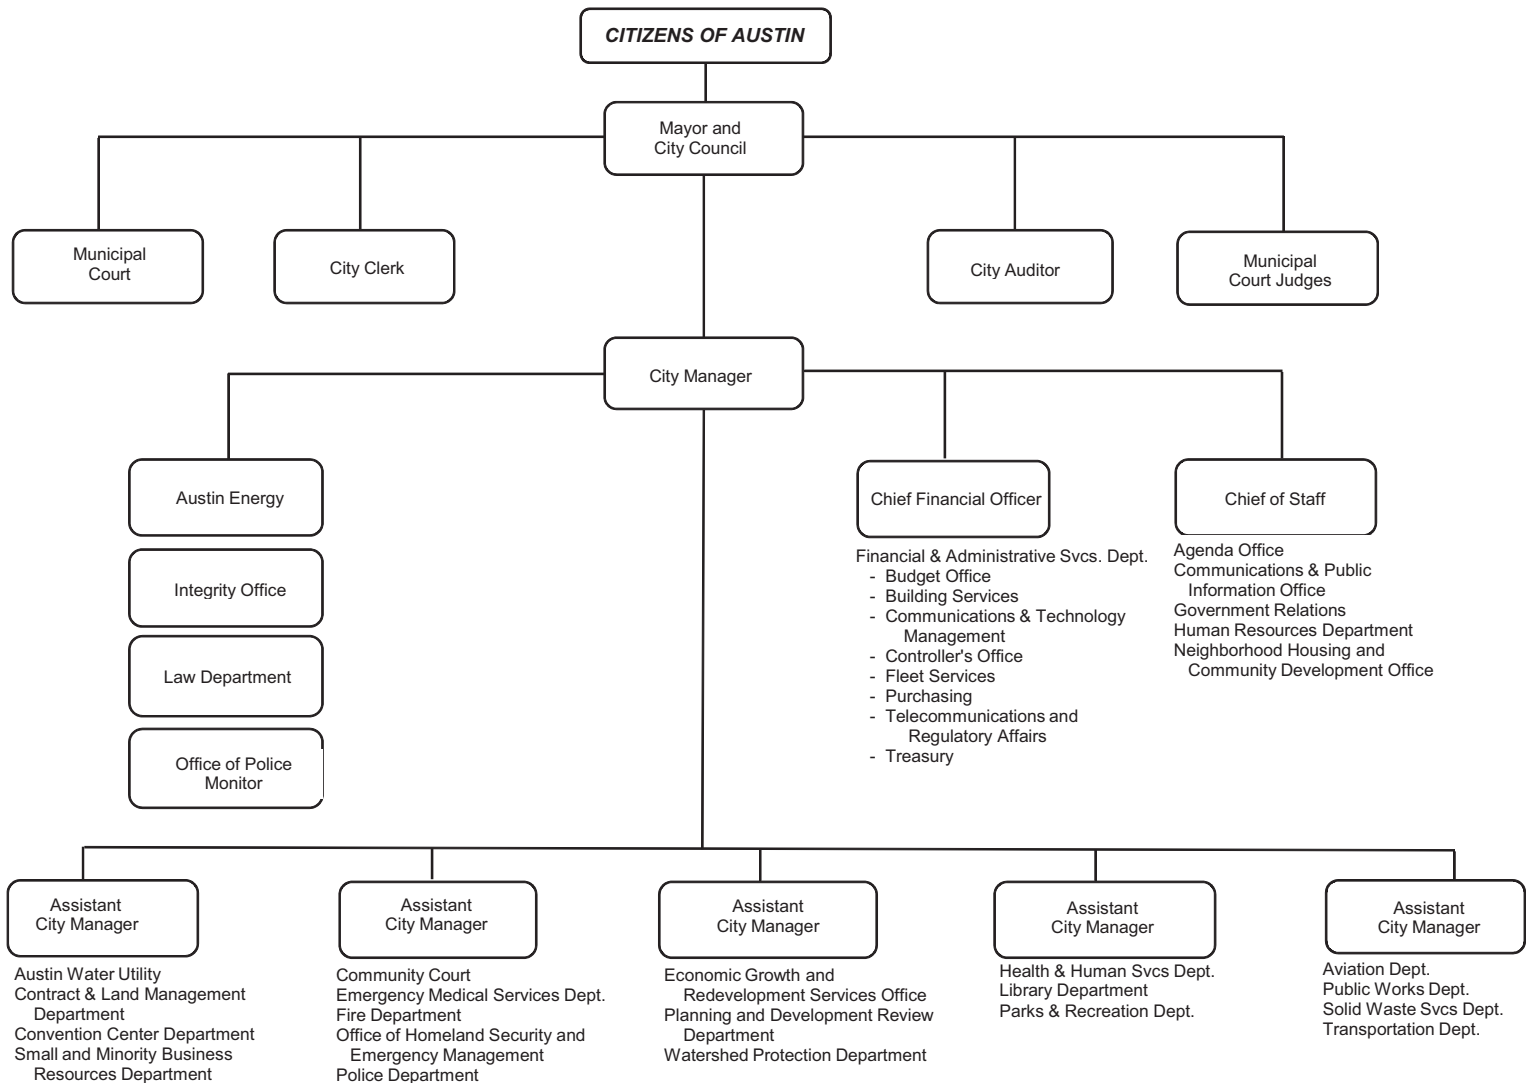 CITIZENS OF AUSTIN
Mayor and
City Council
Municipal
Court
City Clerk
City Auditor
Municipal
Court Judges
City Manager
Austin Energy
Integrity Office
Law Department
Office of Police
Monitor
Chief Financial Officer
Financial & Administrative Svcs. Dept.
- Budget Office
- Building Services
- Communications & Technology
Management
- Controller's Office
- Fleet Services
- Purchasing
- Telecommunications and
Regulatory Affairs
- Treasury
Chief of Staff
Agenda Office
Communications & Public
Information Office
Government Relations
Human Resources Department
Neighborhood Housing and
Community Development Office
Assistant
City Manager
Austin Water Utility
Contract & Land Management
Department
Convention Center Department
Small and Minority Business
Resources Department
Assistant
City Manager
Community Court
Emergency Medical Services Dept.
Fire Department
Office of Homeland Security and
Emergency Management
Police Department
Assistant
City Manager
Economic Growth and
Redevelopment Services Office
Planning and Development Review
Department
Watershed Protection Department
Assistant
City Manager
Health & Human Svcs Dept.
Library Department
Parks & Recreation Dept.
Assistant
City Manager
Aviation Dept.
Public Works Dept.
Solid Waste Svcs Dept.
Transportation Dept.